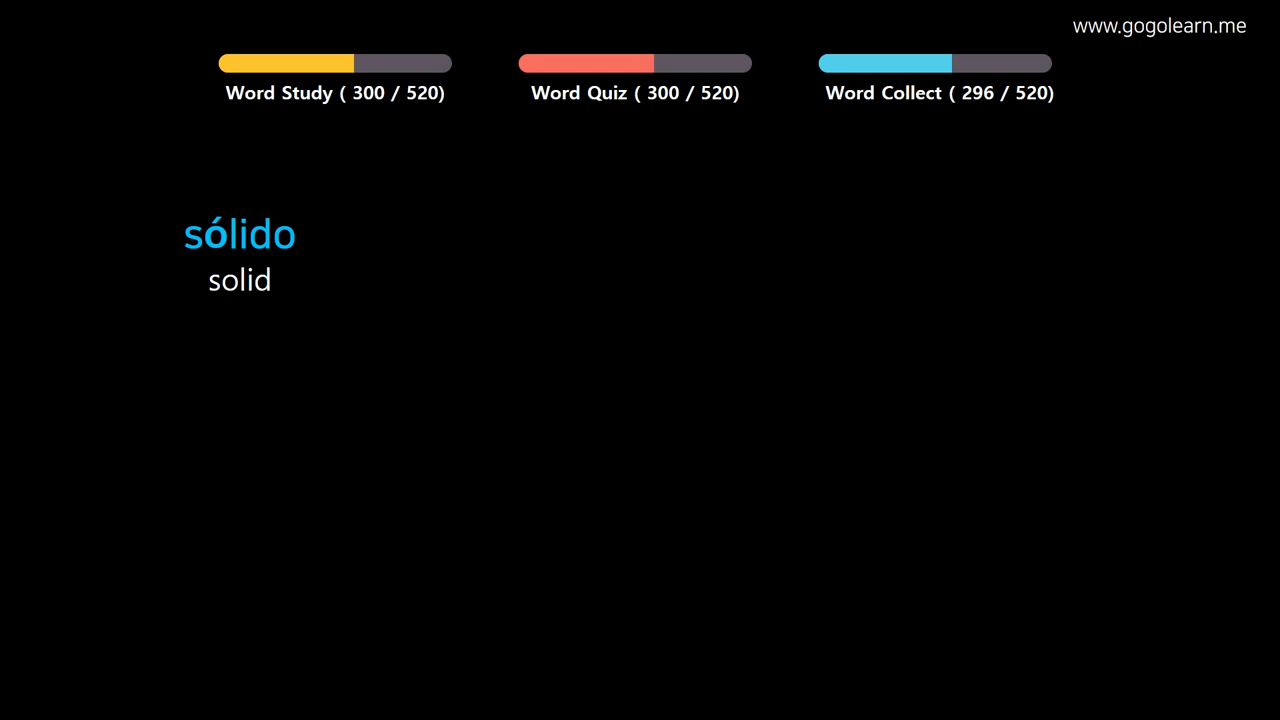 www.gogolearn.me
Word Study ( 300 / 520)
Word Quiz ( 300 / 520)
Word Collect ( 296 / 520)
sólido
solid